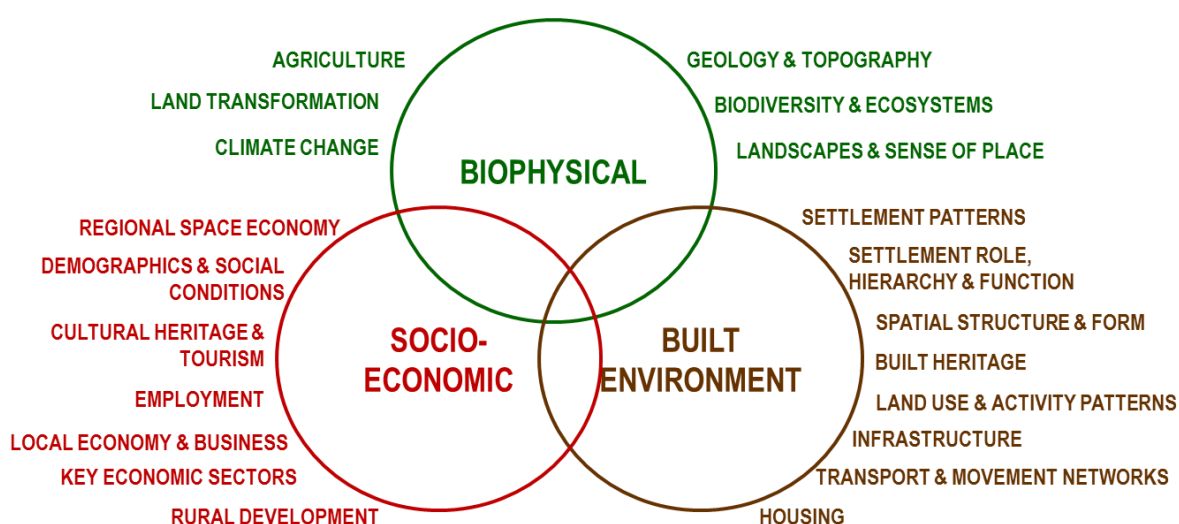 AGRICULTURE
LAND TRANSFORMATION
CLIMATE CHANGE
GEOLOGY & TOPOGRAPHY
BIODIVERSITY & ECOSYSTEMS
LANDSCAPES & SENSE OF PLACE
BIOPHYSICAL
REGIONAL SPACE ECONOMY
DEMOGRAPHICS & SOCIAL
CONDITIONS
CULTURAL HERITAGE &
TOURISM
EMPLOYMENT
LOCAL ECONOMY & BUSINESS
KEY ECONOMIC SECTORS
RURAL DEVELOPMENT
SOCIO-
ECONOMIC
BUILT
ENVIRONMENT
SETTLEMENT PATTERNS
SETTLEMENT ROLE,
HIERARCHY & FUNCTION
SPATIAL STRUCTURE & FORM
BUILT HERITAGE
LAND USE & ACTIVITY PATTERNS
INFRASTRUCTURE
TRANSPORT & MOVEMENT NETWORKS
HOUSING